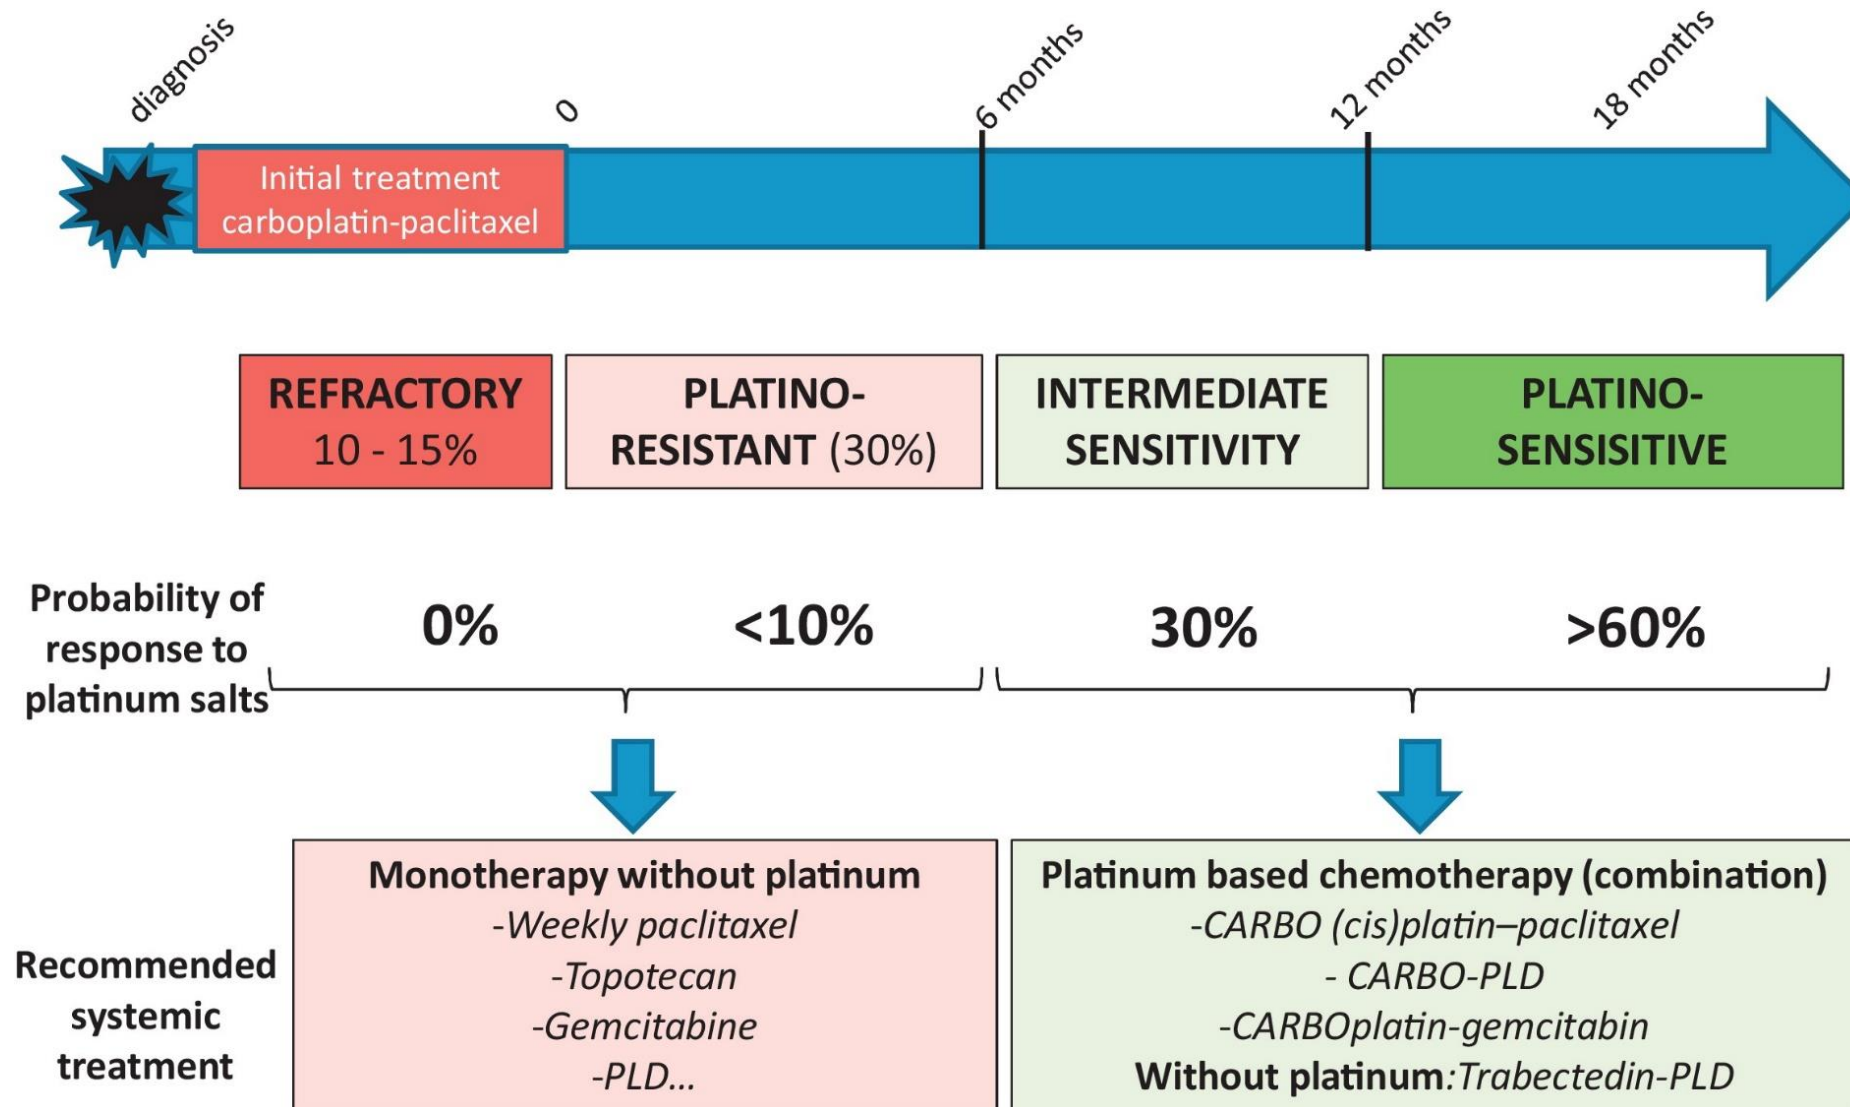 diagnosis
0
6 months
12 months
18 months
Initial treatment
carboplatin-paclitaxel
REFRACTORY
10 - 15%
PLATINO-
RESISTANT (30%)
INTERMEDIATE
SENSITIVITY
PLATINO-
SENSISITIVE
Probability of
response to
platinum salts
0%
<10%
30%
>60%
Recommended
systemic
treatment
Monotherapy without platinum
-Weekly paclitaxel
-Topotecan
-Gemcitabine
-PLD...
Platinum based chemotherapy (combination)
-CARBO (cis)platin–paclitaxel
- CARBO-PLD
-CARBOplatin-gemcitabin
Without platinum:Trabectedin-PLD